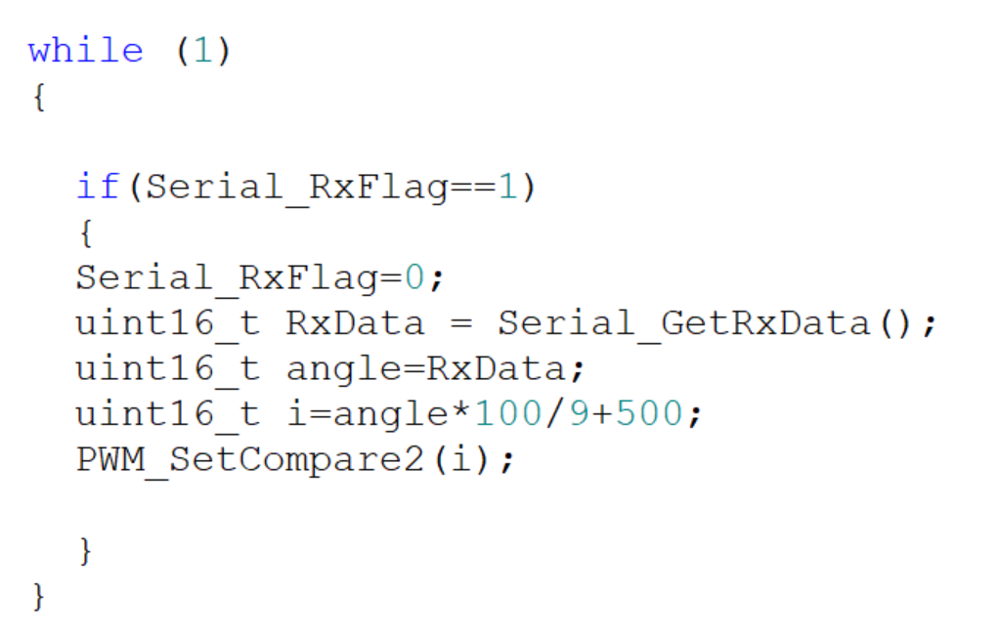 while (1)
{
if(Serial_RxFlag==1)
{
Serial_RxFlag=0;
uint16_t RxData = Serial_GetRxData();
uint16_t angle=RxData;
uint16_t i=angle*100/9+500;
PWM_SetCompare2(i);
}
}